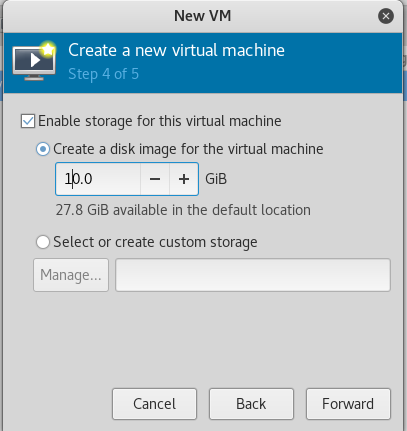 New VM
Create a new virtual machine
Step 4 of 5
Enable storage for this virtual machine
Create a disk image for the virtual machine
10.0 − + GiB
27.8 GiB available in the default location
Select or create custom storage
Manage...
Cancel Back Forward